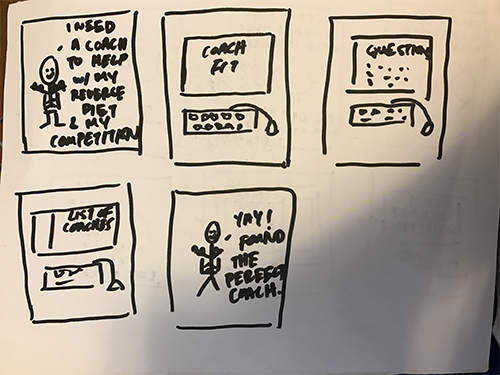 I NEED
A COACH
TO HELP
W/ MY
REVERSE
DIET
& MY
COMPETITION
COACH
FIT
QUESTION
LIST OF
COACHES
YAY!
I FOUND
THE
PERFECT
COACH.